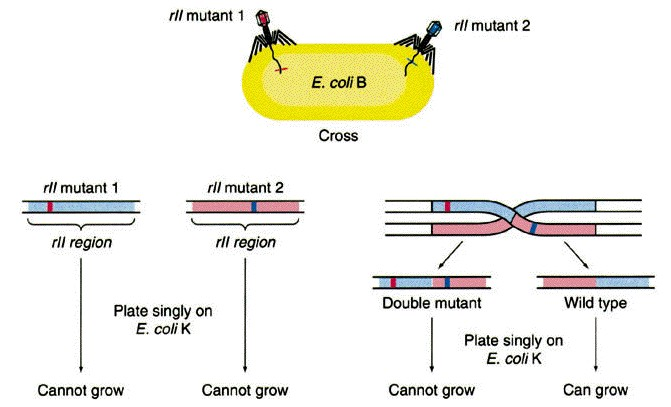 rII mutant 1
rII mutant 2
E. coli B
Cross
rII mutant 1
rII mutant 2
rII region
rII region
Plate singly on
E. coli K
Cannot grow
Cannot grow
Double mutant
Wild type
Plate singly on
E. coli K
Cannot grow
Can grow